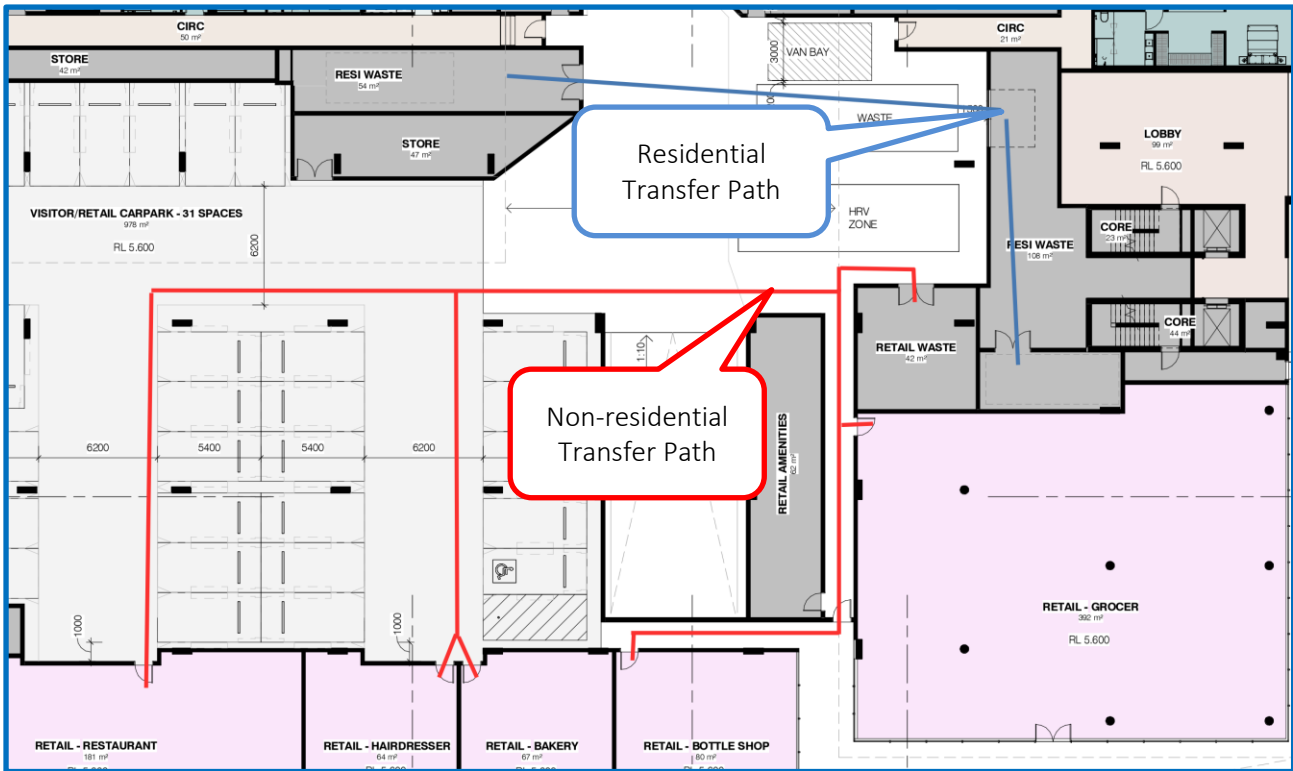 CIRC
50 m²
CIRC
21 m²
STORE
42 m²
RESI WASTE
54 m²
3000
VAN BAY
WASTE
STORE
47 m²
LOBBY
99 m²
RL 5.600
Residential
Transfer Path
VISITOR/RETAIL CARPARK - 31 SPACES
978 m²
RL 5.600
6200
HRV
ZONE
CORE
23 m²
RESI WASTE
108 m²
CORE
44 m²
RETAIL WASTE
42 m²
1:10
Non-residential
Transfer Path
6200
5400
5400
6200
RETAIL AMENITIES
62 m²
1000
1000
RETAIL - GROCER
392 m²
RL 5.600
RETAIL - RESTAURANT
181 m²
RETAIL - HAIRDRESSER
64 m²
RETAIL - BAKERY
67 m²
RETAIL - BOTTLE SHOP
80 m²